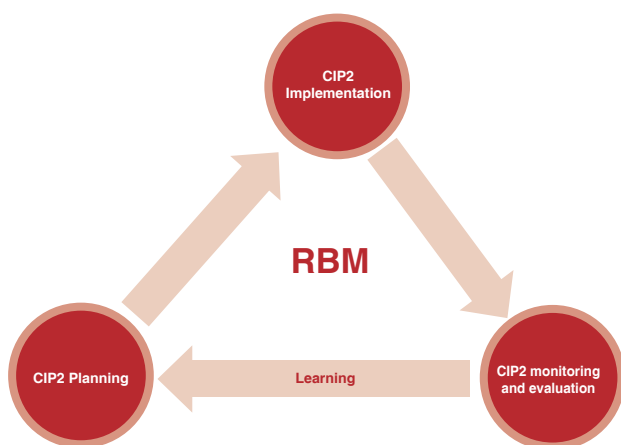 CIP2
Implementation
RBM
CIP2 Planning
Learning
CIP2 monitoring
and evaluation